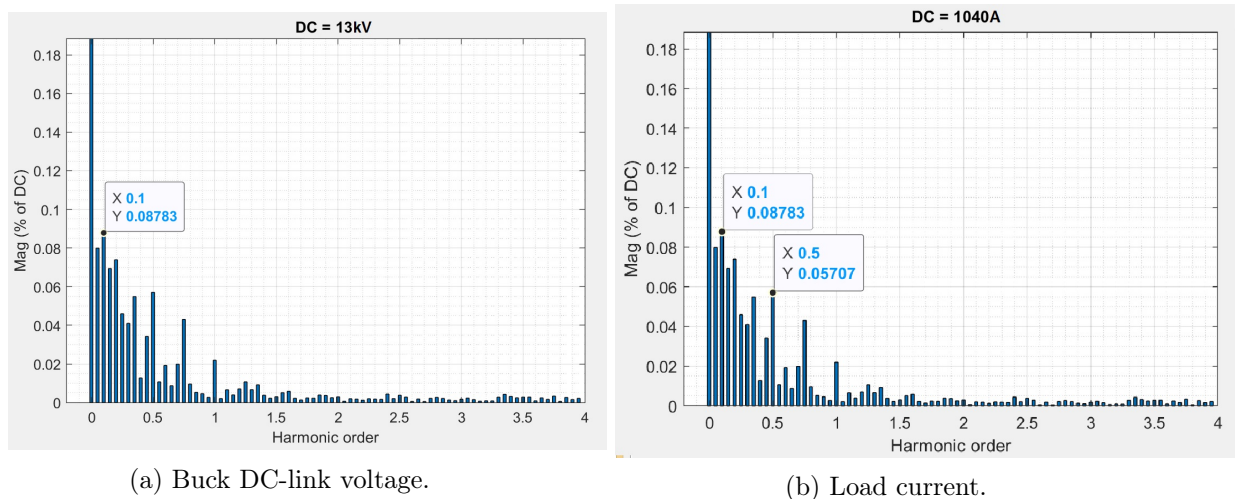 DC = 13kV
Mag (% of DC)
0.18
0.16
0.14
0.12
0.1
0.08
0.06
0.04
0.02
0
X 0.1
Y 0.08783
0 0.5 1 1.5 2 2.5 3 3.5 4
Harmonic order
(a) Buck DC-link voltage.
DC = 1040A
Mag (% of DC)
0.18
0.16
0.14
0.12
0.1
0.08
0.06
0.04
0.02
0
X 0.1
Y 0.08783
X 0.5
Y 0.05707
0 0.5 1 1.5 2 2.5 3 3.5 4
Harmonic order
(b) Load current.